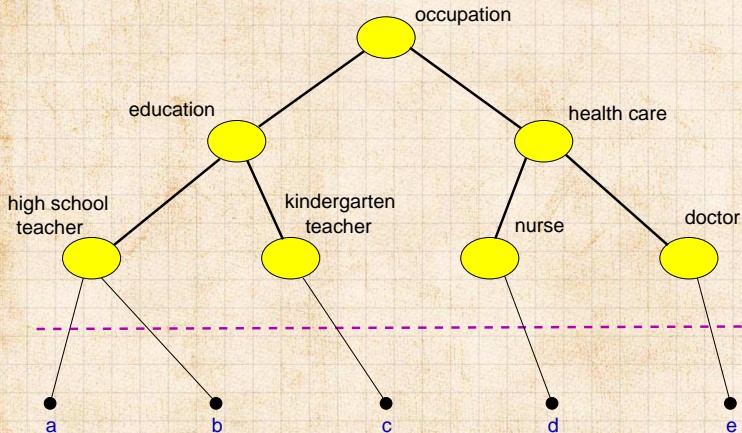 occupation
education
health care
high school
teacher
kindergarten
teacher
nurse
doctor
a
b
c
d
e